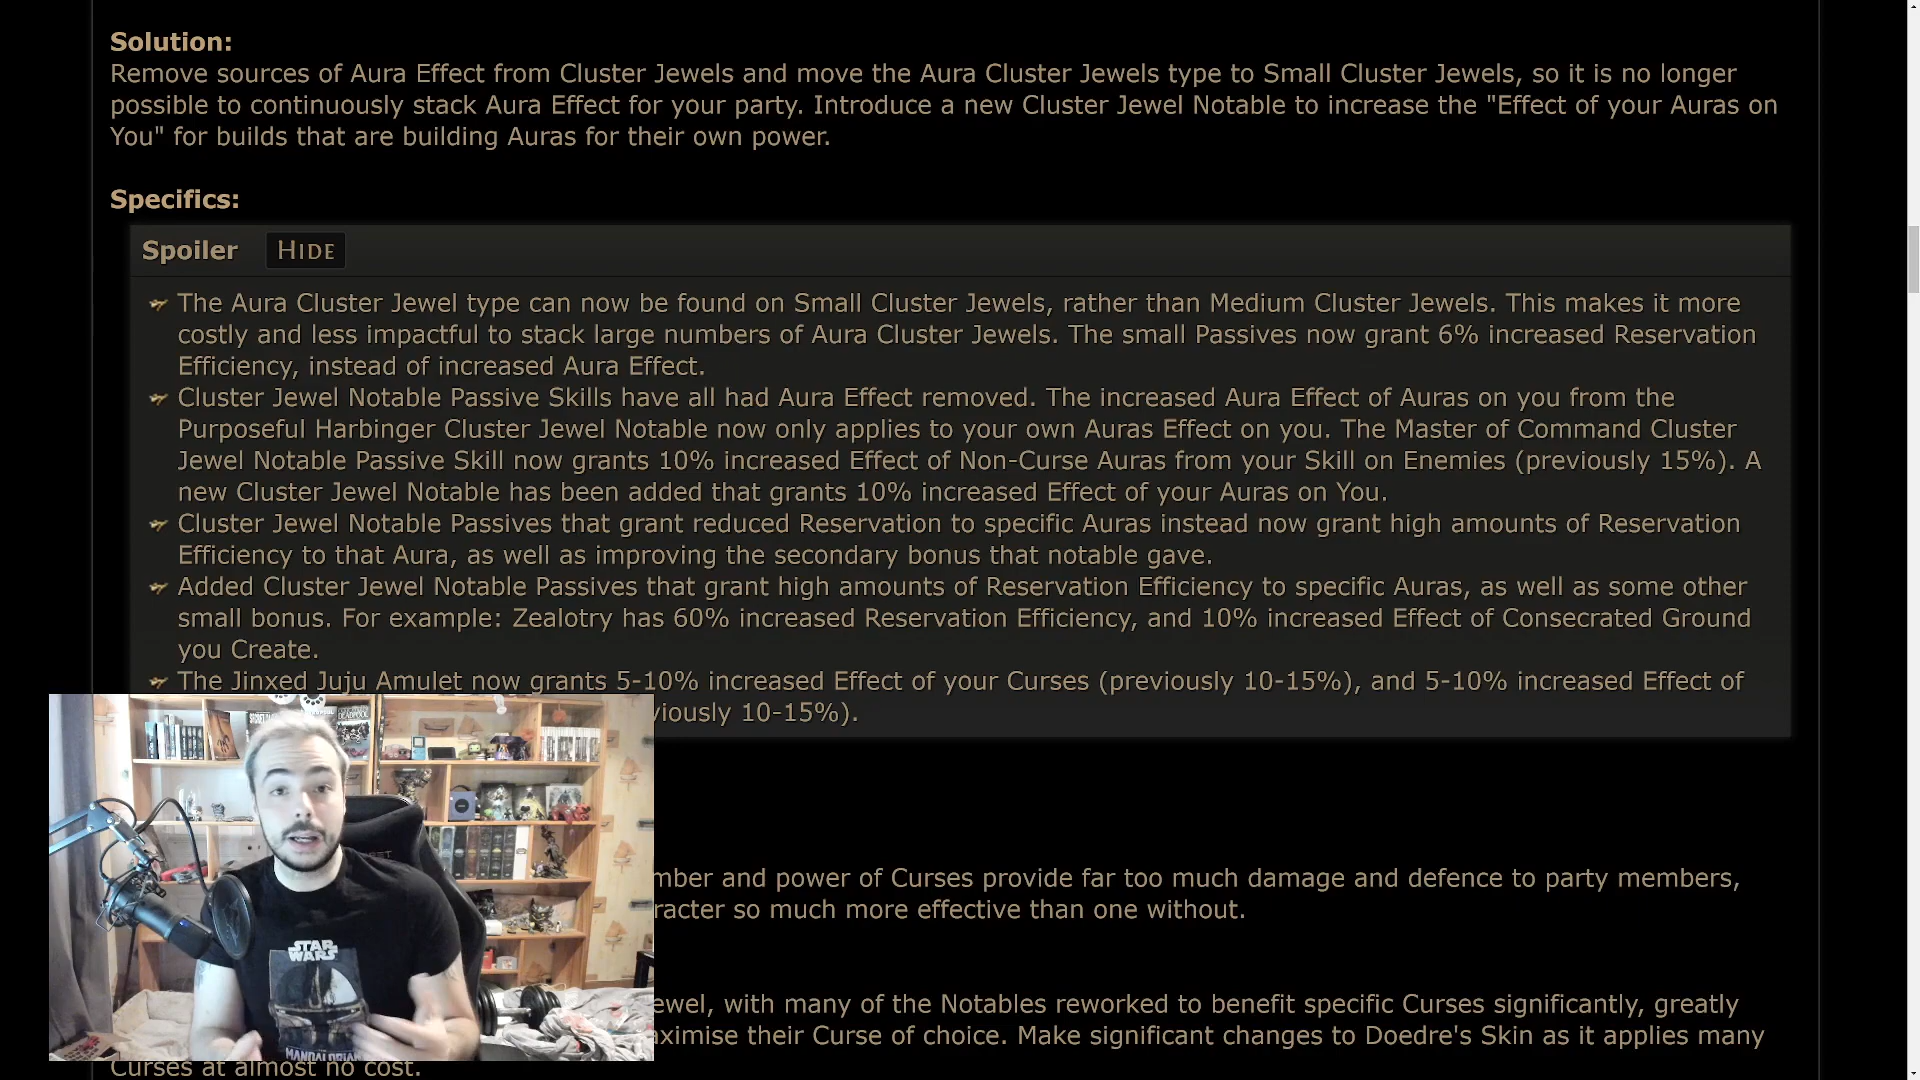 Solution:
Remove sources of Aura Effect from Cluster Jewels and move the Aura Cluster Jewels type to Small Cluster Jewels, so it is no longer
possible to continuously stack Aura Effect for your party. Introduce a new Cluster Jewel Notable to increase the "Effect of your Auras on
You" for builds that are building Auras for their own power.
Specifics:
Spoiler HIDE
The Aura Cluster Jewel type can now be found on Small Cluster Jewels, rather than Medium Cluster Jewels. This makes it more
costly and less impactful to stack large numbers of Aura Cluster Jewels. The small Passives now grant 6% increased Reservation
Efficiency, instead of increased Aura Effect.
Cluster Jewel Notable Passive Skills have all had Aura Effect removed. The increased Aura Effect of Auras on you from the
Purposeful Harbinger Cluster Jewel Notable now only applies to your own Auras Effect on you. The Master of Command Cluster
Jewel Notable Passive Skill now grants 10% increased Effect of Non-Curse Auras from your Skill on Enemies (previously 15%). A
new Cluster Jewel Notable has been added that grants 10% increased Effect of your Auras on You.
Cluster Jewel Notable Passives that grant reduced Reservation to specific Auras instead now grant high amounts of Reservation
Efficiency to that Aura, as well as improving the secondary bonus that notable gave.
Added Cluster Jewel Notable Passives that grant high amounts of Reservation Efficiency to specific Auras, as well as some other
small bonus. For example: Zealotry has 60% increased Reservation Efficiency, and 10% increased Effect of Consecrated Ground
you Create.
The Jinxed Juju Amulet now grants 5-10% increased Effect of your Curses (previously 10-15%), and 5-10% increased Effect of
viously 10-15%).
mber and power of Curses provide far too much damage and defence to party members,
racter so much more effective than one without.
ewel, with many of the Notables reworked to benefit specific Curses significantly, greatly
ximise their Curse of choice. Make significant changes to Doedre's Skin as it applies many
Curses at almost no cost.
STAR
WARS
MANDALORIAN